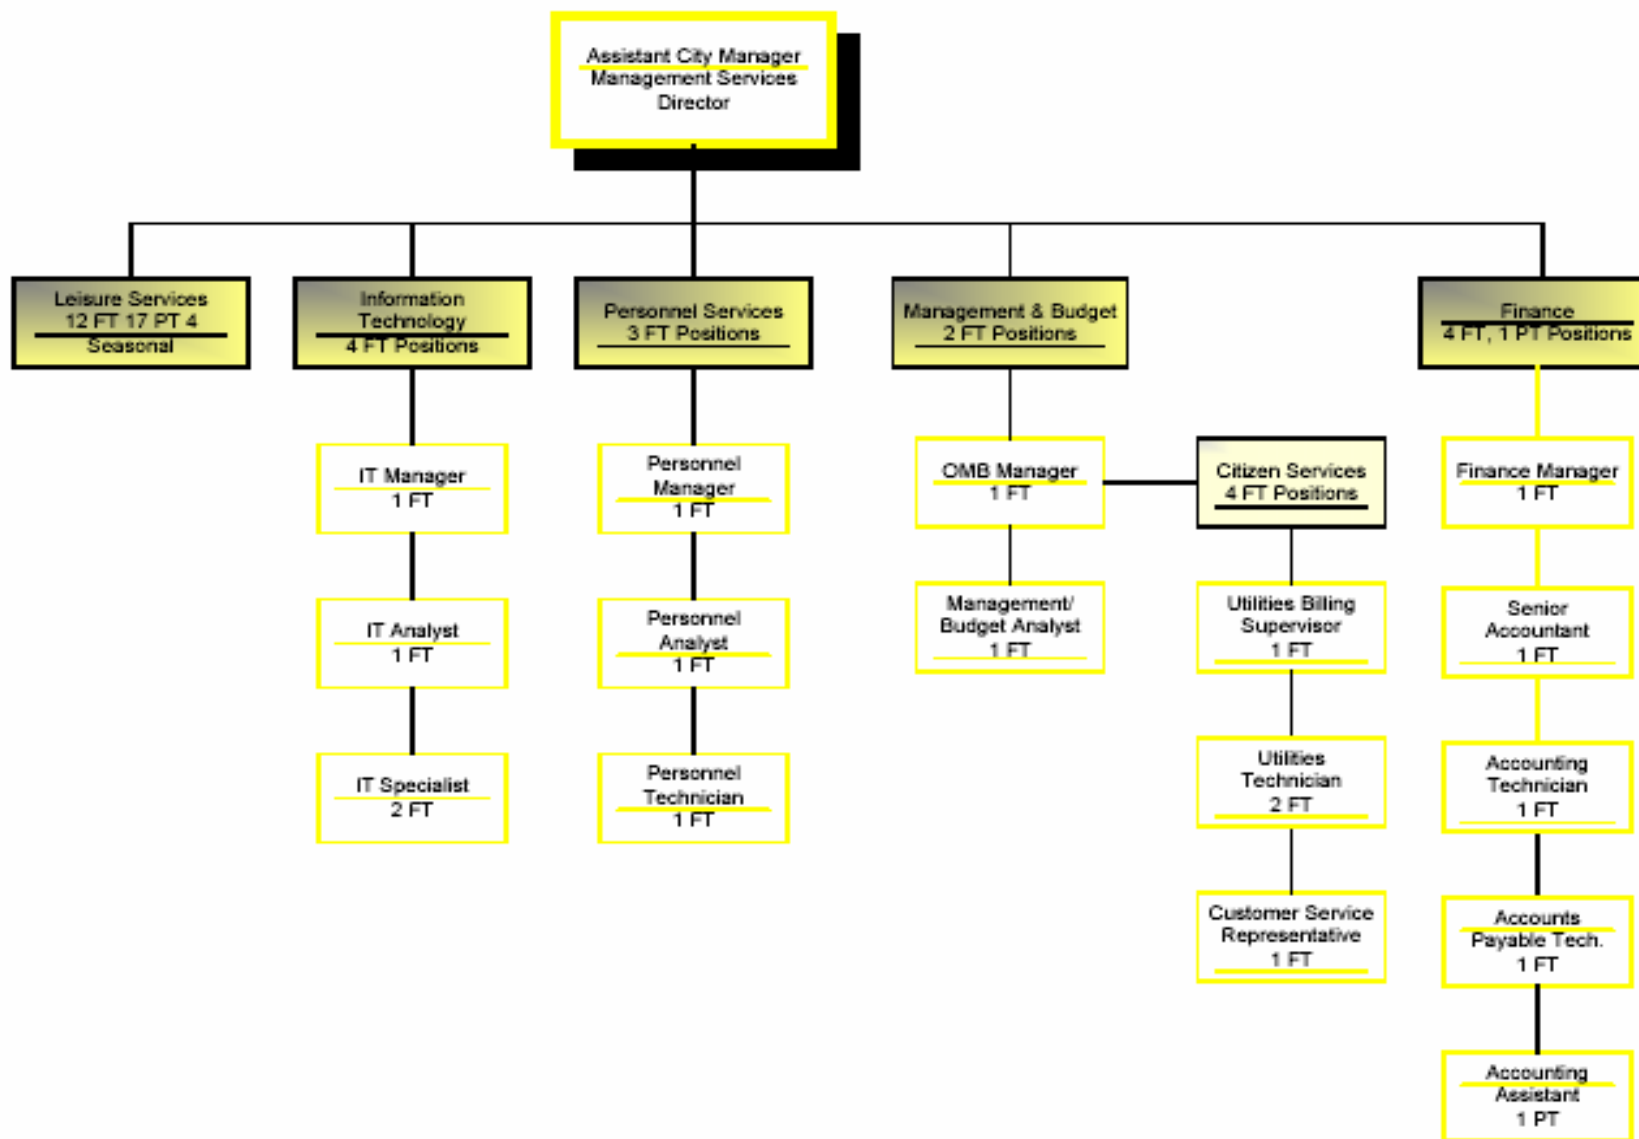 Assistant City Manager
Management Services
Director
Leisure Services
12 FT 17 PT 4
Seasonal
Information
Technology
4 FT Positions
Personnel Services
3 FT Positions
Management & Budget
2 FT Positions
Finance
4 FT, 1 PT Positions
IT Manager
1 FT
Personnel
Manager
1 FT
OMB Manager
1 FT
Citizen Services
4 FT Positions
Finance Manager
1 FT
IT Analyst
1 FT
Personnel
Analyst
1 FT
Management/
Budget Analyst
1 FT
Utilities Billing
Supervisor
1 FT
Senior
Accountant
1 FT
IT Specialist
2 FT
Personnel
Technician
1 FT
Utilities
Technician
2 FT
Accounting
Technician
1 FT
Customer Service
Representative
1 FT
Accounts
Payable Tech.
1 FT
Accounting
Assistant
1 PT